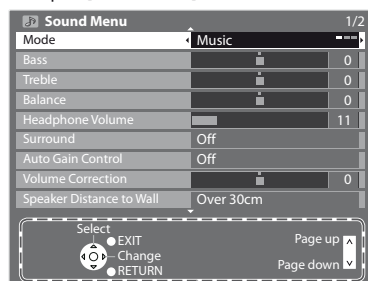 Sound Menu 1/2
Mode Music
Bass 0
Treble 0
Balance 0
Headphone Volume 11
Surround Off
Auto Gain Control Off
Volume Correction 0
Speaker Distance to Wall Over 30cm
Select
EXIT
Change
RETURN
Page up
Page down